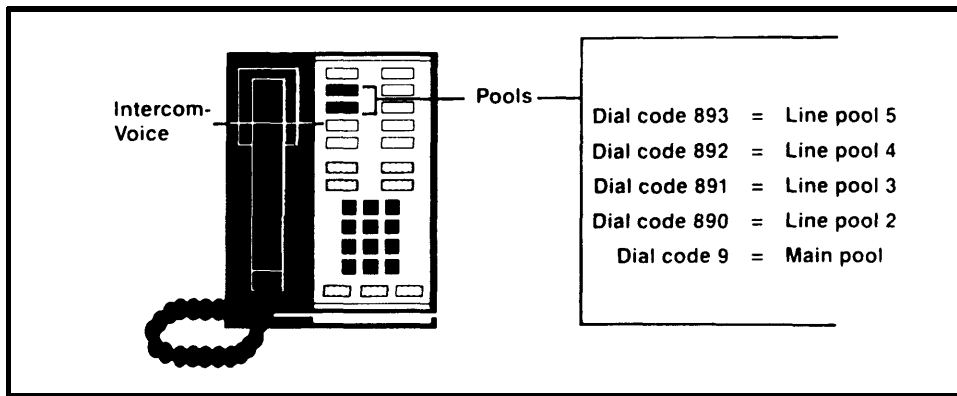 Intercom-
Voice
Pools
Dial code 893 = Line pool 5
Dial code 892 = Line pool 4
Dial code 891 = Line pool 3
Dial code 890 = Line pool 2
Dial code 9 = Main pool